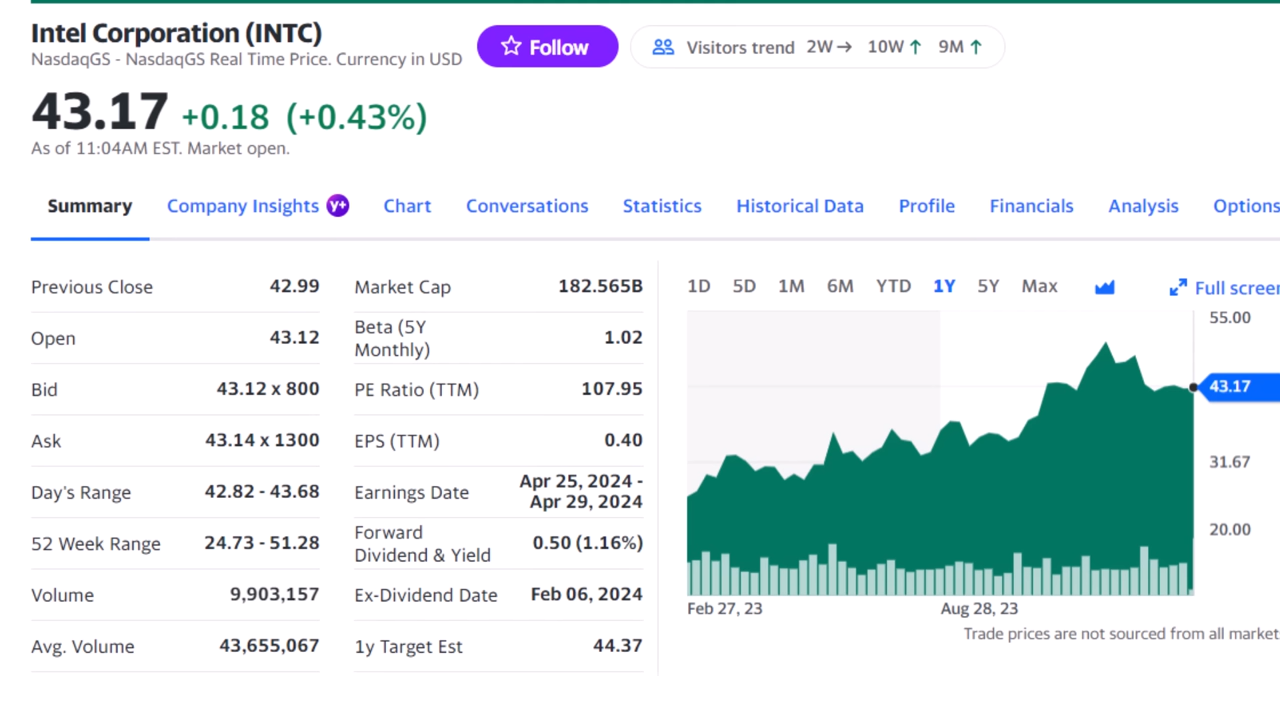 Intel Corporation (INTC)
NasdaqGS - NasdaqGS Real Time Price. Currency in USD
Follow
Visitors trend 2W→ 10W↑ 9M↑
43.17 +0.18 (+0.43%)
As of 11:04AM EST. Market open.
Summary Company Insights y+ Chart Conversations Statistics Historical Data Profile Financials Analysis Options
Previous Close 42.99
Open 43.12
Bid 43.12 x 800
Ask 43.14 x 1300
Day's Range 42.82 - 43.68
52 Week Range 24.73 - 51.28
Volume 9,903,157
Avg. Volume 43,655,067
Market Cap 182.565B
Beta (5Y
Monthly) 1.02
PE Ratio (TTM) 107.95
EPS (TTM) 0.40
Earnings Date Apr 25, 2024 -
Apr 29, 2024
Forward
Dividend & Yield 0.50 (1.16%)
Ex-Dividend Date Feb 06, 2024
1y Target Est 44.37
1D 5D 1M 6M YTD 1Y 5Y Max Full screen
55.00
43.17
31.67
20.00
Feb 27, 23 Aug 28, 23
Trade prices are not sourced from all market